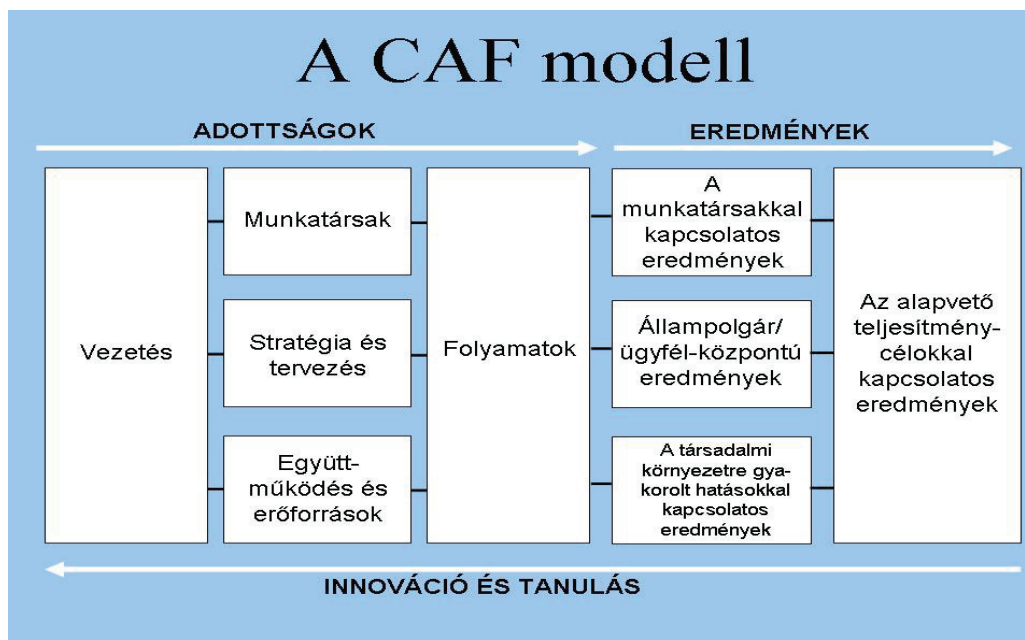 A CAF modell
ADOTTSÁGOK
EREDMÉNYEK
Vezetés
Munkatársak
Stratégia és
tervezés
Együtt-
működés és
erőforrások
Folyamatok
A
munkatársakkal
kapcsolatos
eredmények
Állampolgár/
ügyfél-központú
eredmények
A társadalmi
környezetre gya-
korolt hatásokkal
kapcsolatos
eredmények
Az alapvető
teljesítmény-
célokkal
kapcsolatos
eredmények
INNOVÁCIÓ ÉS TANULÁS